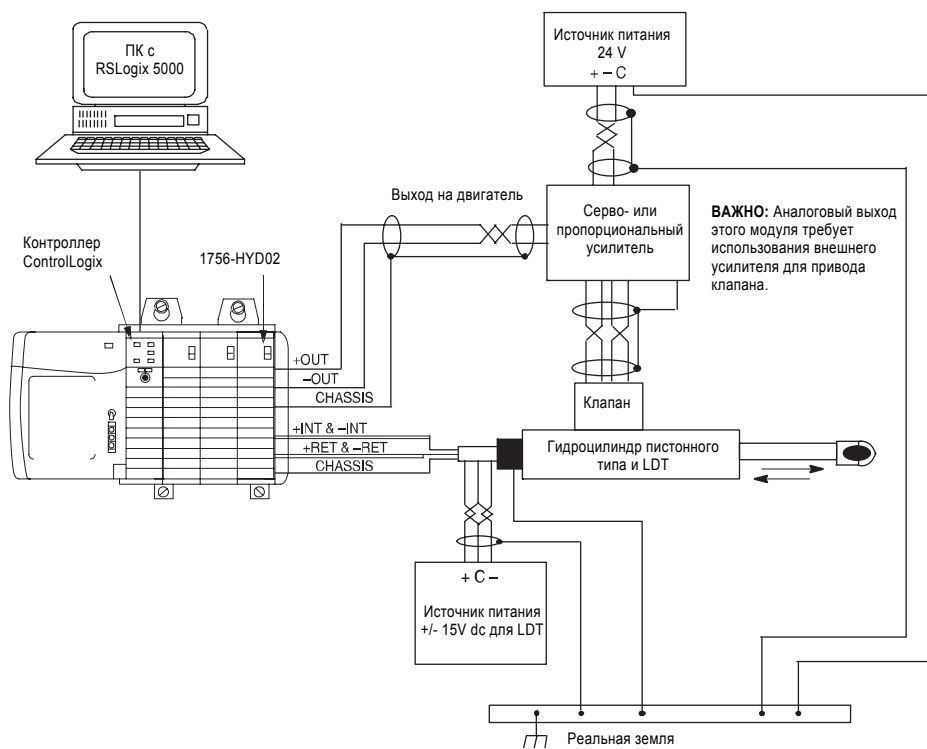 ПК с
RSLogix 5000
Источник питания
24 V
+ – C
Выход на двигатель
Серво- или
пропорциональный
усилитель
ВАЖНО: Аналоговый выход
этого модуля требует
использования внешнего
усилителя для привода
клапана.
Контроллер
ControlLogix
1756-HYD02
+OUT
–OUT
CHASSIS
+INT & –INT
+RET & –RET
CHASSIS
Клапан
Гидроцилиндр пистонного
типа и LDT
+ C –
Источник питания
+/- 15V dc для LDT
Реальная земля